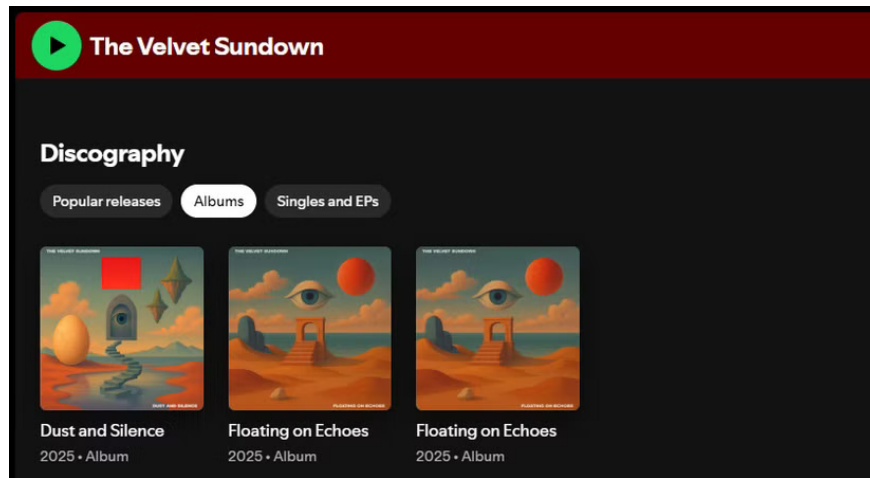 The Velvet Sundown
Discography
Popular releases Albums Singles and EPs
THE VELVET SUNDOWN THE VELVET SUNDOWN THE VELVET SUNDOWN
DUST AND SILENCE FLOATING ON ECHOES FLOATING ON ECHOES
Dust and Silence Floating on Echoes Floating on Echoes
2025 • Album 2025 • Album 2025 • Album